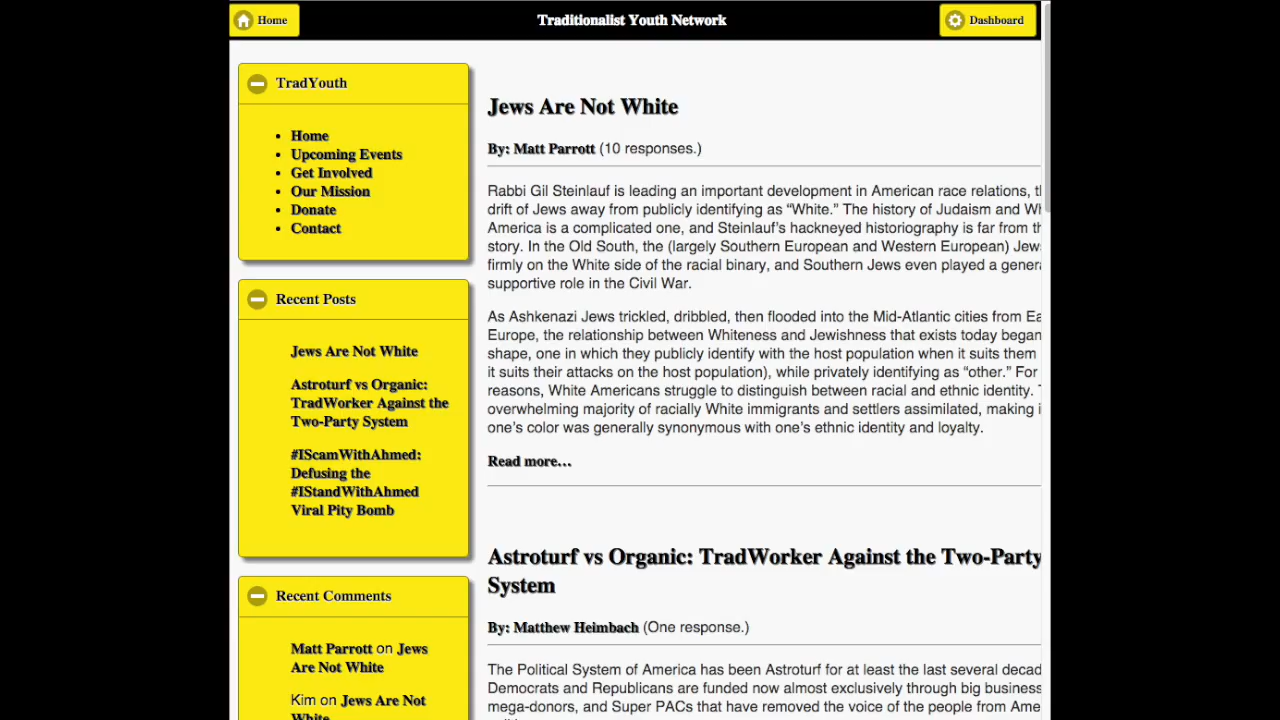 Home
Traditionalist Youth Network
Dashboard
TradYouth
Home
Upcoming Events
Get Involved
Our Mission
Donate
Contact
Recent Posts
Jews Are Not White
Astroturf vs Organic:
TradWorker Against the
Two-Party System
#IScamWithAhmed:
Defusing the
#IStandWithAhmed
Viral Pity Bomb
Recent Comments
Matt Parrott on Jews
Are Not White
Kim on Jews Are Not
White
Jews Are Not White
By: Matt Parrott (10 responses.)
Rabbi Gil Steinlauf is leading an important development in American race relations,
drift of Jews away from publicly identifying as “White.” The history of Judaism and
America is a complicated one, and Steinlauf’s hackneyed historiography is far from
story. In the Old South, the (largely Southern European and Western European)
firmly on the White side of the racial binary, and Southern Jews even played a
supportive role in the Civil War.
As Ashkenazi Jews trickled, dribbled, then flooded into the Mid-Atlantic cities from
Europe, the relationship between Whiteness and Jewishness that exists today began
shape, one in which they publicly identify with the host population when it suits them
it suits their attacks on the host population), while privately identifying as “other.” For
reasons, White Americans struggle to distinguish between racial and ethnic identity.
overwhelming majority of racially White immigrants and settlers assimilated, making
one’s color was generally synonymous with one’s ethnic identity and loyalty.
Read more…
Astroturf vs Organic: TradWorker Against the Two-Party
System
By: Matthew Heimbach (One response.)
The Political System of America has been Astroturf for at least the last several
Democrats and Republicans are funded now almost exclusively through big business
mega-donors, and Super PACs that have removed the voice of the people from